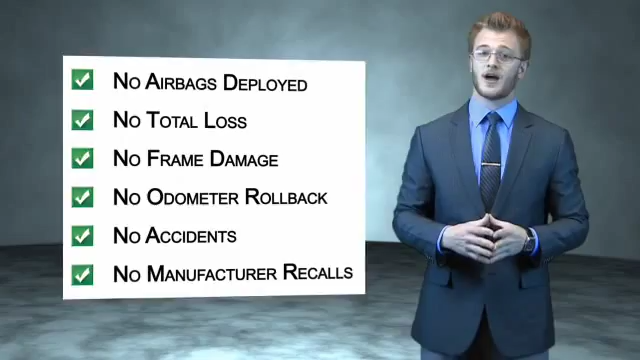 No Airbags Deployed
No Total Loss
No Frame Damage
No Odometer Rollback
No Accidents
No Manufacturer Recalls